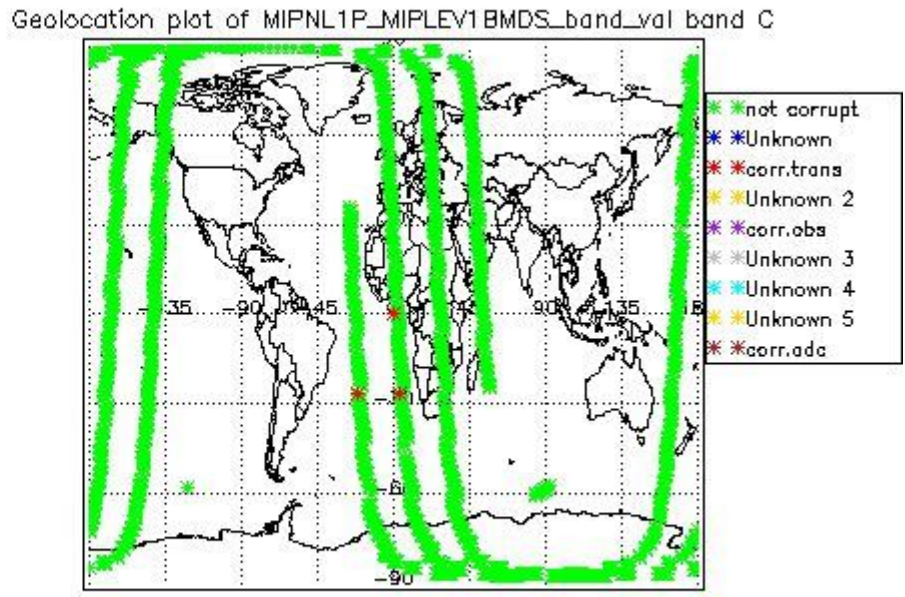 Geolocation plot of MIPNL1P_MIPLEV1BMDS_band_val band C
not corrupt
Unknown
corr.trans
Unknown 2
corr.obs
Unknown 3
Unknown 4
Unknown 5
corr.adc
-90
-45
90
135
-90